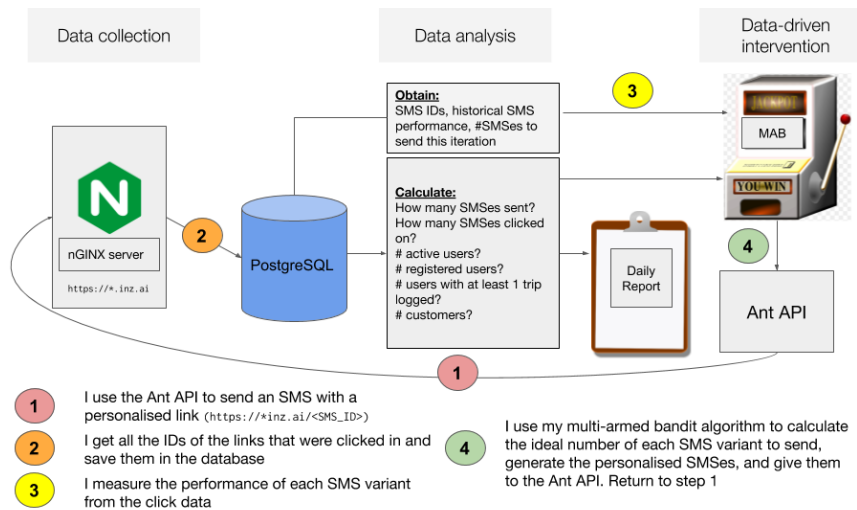 Data collection
Data analysis
Data-driven
intervention
Obtain:
SMS IDs, historical SMS
performance, #SMSes to
send this iteration
3
JACKPOT
MAB
YOU WIN
N
nGINX server
https://*.inz.ai
2
PostgreSQL
Calculate:
How many SMSes sent?
How many SMSes clicked
on?
# active users?
# registered users?
# users with at least 1 trip
logged?
# customers?
Daily
Report
4
Ant API
1
1
I use the Ant API to send an SMS with a
personalised link (https://*inz.ai/<SMS_ID>)
2
I get all the IDs of the links that were clicked in and
save them in the database
3
I measure the performance of each SMS variant
from the click data
4
I use my multi-armed bandit algorithm to calculate
the ideal number of each SMS variant to send,
generate the personalised SMSes, and give them
to the Ant API. Return to step 1